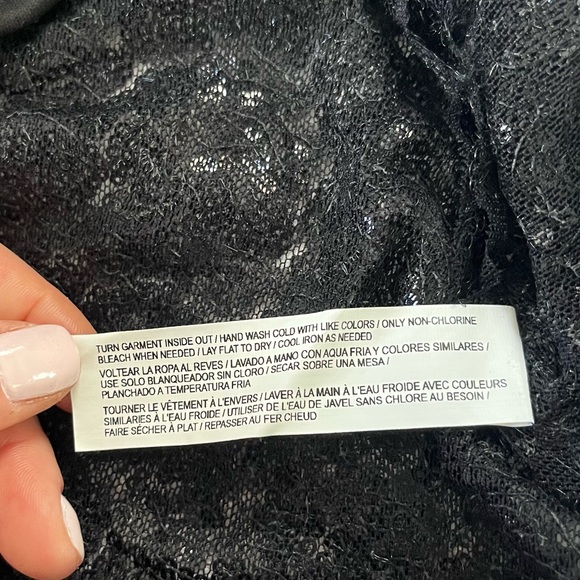 TURN GARMENT INSIDE OUT / HAND WASH COLD WITH LIKE COLORS / ONLY NON-CHLORINE
BLEACH WHEN NEEDED / LAY FLAT TO DRY / COOL IRON AS NEEDED
VOLTEAR LA ROPA AL REVES / LAVADO A MANO CON AQUA FRIA Y COLORES SIMILARES /
USE SOLO BLANQUEADOR SIN CLORO / SECAR SOBRE UNA MESA /
PLANCHADO A TEMPERATURA FRIA
TOURNER LE VÊTEMENT À L'ENVERS / LAVER À LA MAIN À L'EAU FROIDE AVEC COULEURS
SIMILAIRES À L'EAU FROIDE / UTILISER DE L'EAU DE JAVEL SANS CHLORE AU BESOIN /
FAIRE SÉCHER À PLAT / REPASSER AU FER CHEUD